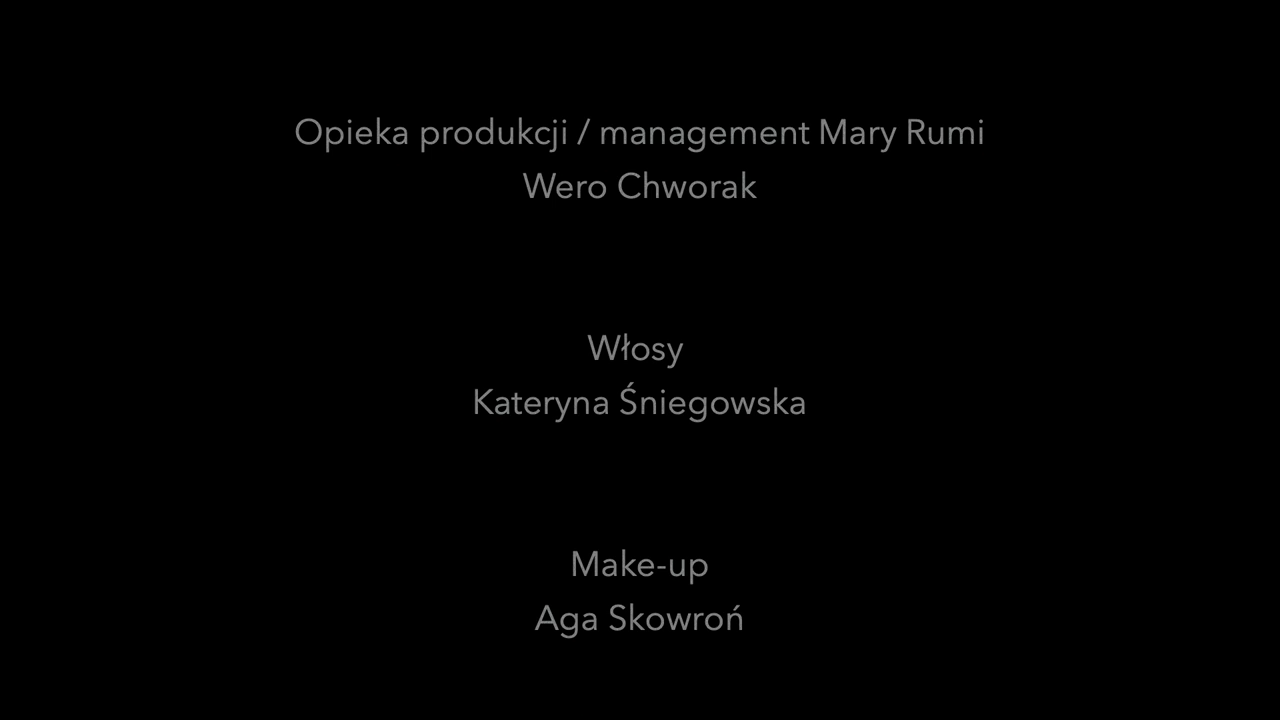 Opieka produkcji / management Mary Rumi
Wero Chworak
Włosy
Kateryna Śniegowska
Make-up
Aga Skowroń